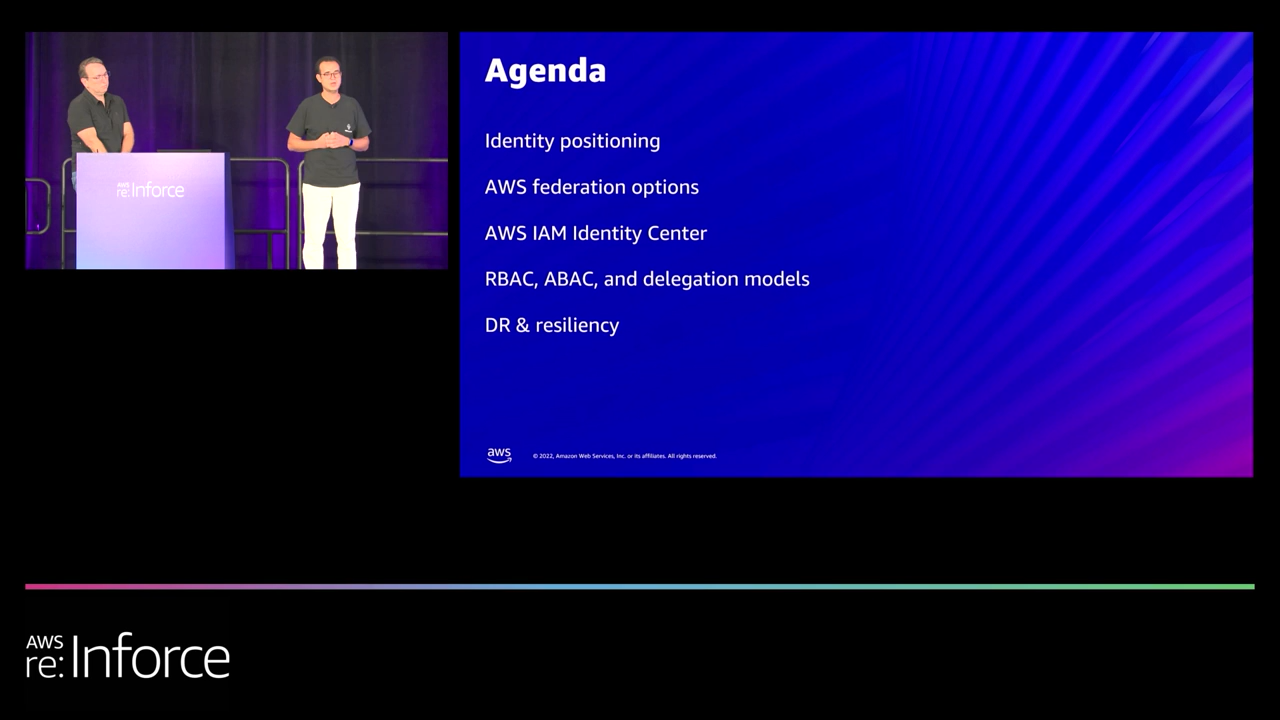 AWS
re:Inforce
Agenda
Identity positioning
AWS federation options
AWS IAM Identity Center
RBAC, ABAC, and delegation models
DR & resiliency
aws
© 2022, Amazon Web Services, Inc. or its affiliates. All rights reserved.
AWS
re:Inforce